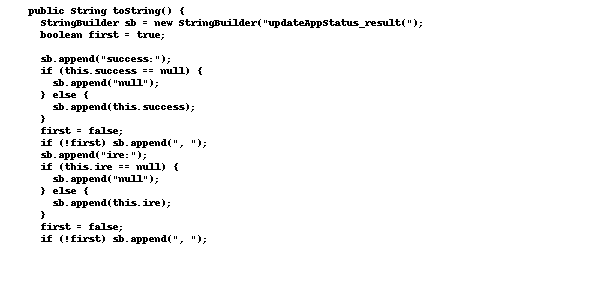 public String toString() {
StringBuilder sb = new StringBuilder("updateAppStatus_result(");
boolean first = true;
sb.append("success:");
if (this.success == null) {
sb.append("null");
} else {
sb.append(this.success);
}
first = false;
if (!first) sb.append(", ");
sb.append("ire:");
if (this.ire == null) {
sb.append("null");
} else {
sb.append(this.ire);
}
first = false;
if (!first) sb.append(", ");